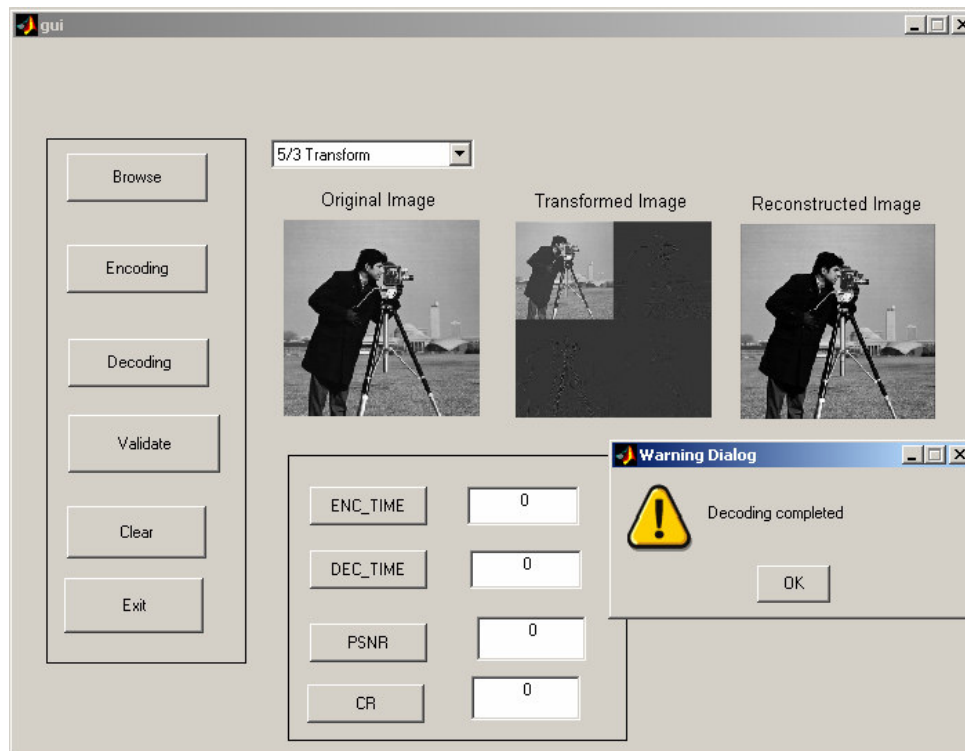 gui
Browse
Encoding
Decoding
Validate
Clear
Exit
5/3 Transform
Original Image
Transformed Image
Reconstructed Image
ENC_TIME
0
DEC_TIME
0
PSNR
0
CR
0
Warning Dialog
Decoding completed
OK